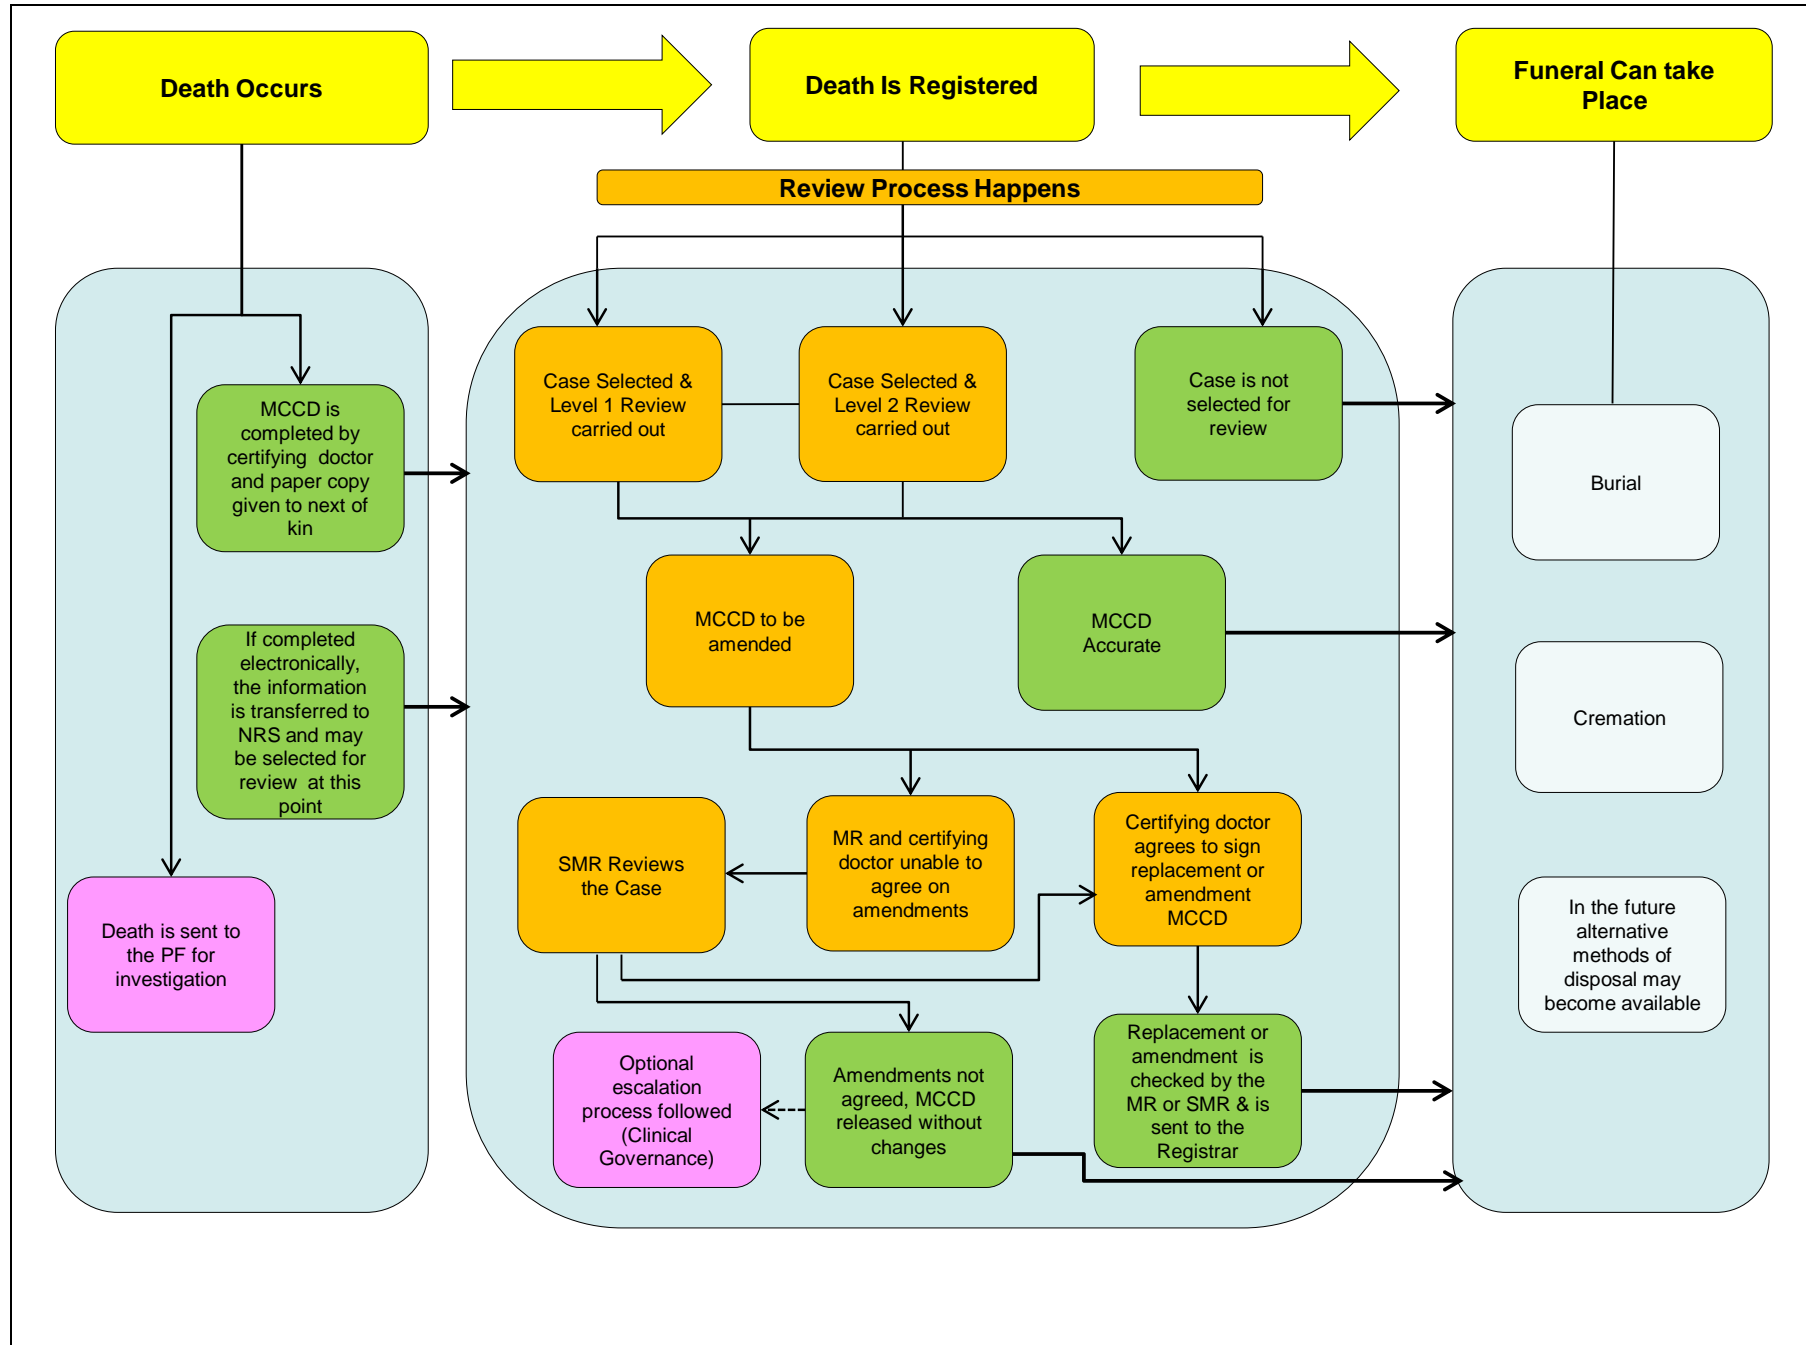 Death Occurs
Death Is Registered
Funeral Can take
Place
Review Process Happens
MCCD is
completed by
certifying doctor
and paper copy
given to next of
kin
If completed
electronically,
the information
is transferred to
NRS and may
be selected for
review at this
point
Death is sent to
the PF for
investigation
Case Selected &
Level 1 Review
carried out
Case Selected &
Level 2 Review
carried out
Case is not
selected for
review
MCCD to be
amended
MCCD
Accurate
SMR Reviews
the Case
MR and certifying
doctor unable to
agree on
amendments
Certifying doctor
agrees to sign
replacement or
amendment
MCCD
Optional
escalation
process followed
(Clinical
Governance)
Amendments not
agreed, MCCD
released without
changes
Replacement or
amendment is
checked by the
MR or SMR & is
sent to the
Registrar
Burial
Cremation
In the future
alternative
methods of
disposal may
become available